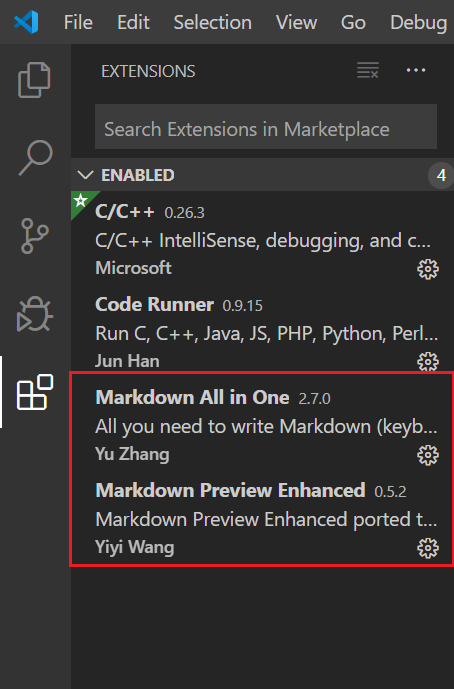 File Edit Selection View Go Debug
EXTENSIONS
Search Extensions in Marketplace
ENABLED 4
C/C++ 0.26.3
C/C++ IntelliSense, debugging, and c...
Microsoft
Code Runner 0.9.15
Run C, C++, Java, JS, PHP, Python, Perl...
Jun Han
Markdown All in One 2.7.0
All you need to write Markdown (keyb...
Yu Zhang
Markdown Preview Enhanced 0.5.2
Markdown Preview Enhanced ported t...
Yiyi Wang